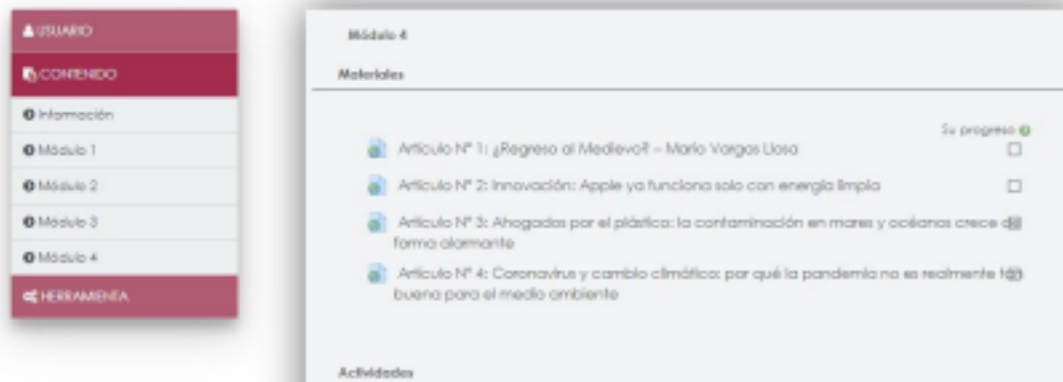 USUARIO
CONTENIDO
Información
Módulo 1
Módulo 2
Módulo 3
Módulo 4
HERRAMIENTA
Módulo 4
Materiales
Su progreso
Artículo N° 1: ¿Regreso al Medievo? – Mario Vargas Llosa
Artículo N° 2: Innovación: Apple ya funciona solo con energía limpia
Artículo N° 3: Ahogados por el plástico: la contaminación en mares y océanos crece de
forma alarmante
Artículo N° 4: Coronavirus y cambio climático: por qué la pandemia no es realmente tan
buena para el medio ambiente
Actividades